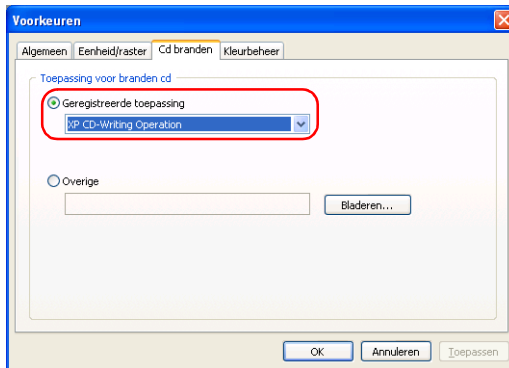 Voorkeuren
Algemeen Eenheid/raster Cd branden Kleurbeheer
Toepassing voor branden cd
Geregistreerde toepassing
XP CD-Writing Operation
Overige
Bladeren...
OK Annuleren Toepassen